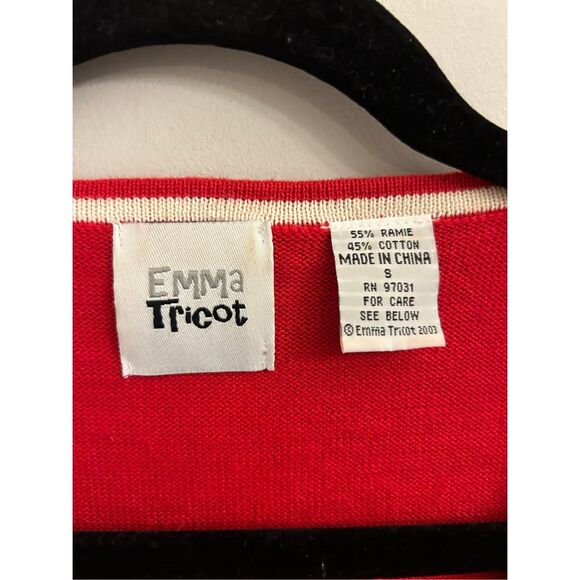 EMMa
Tricot
55% RAMIE
45% COTTON
MADE IN CHINA
S
RN 97031
FOR CARE
SEE BELOW
© Emma Tricot 2003